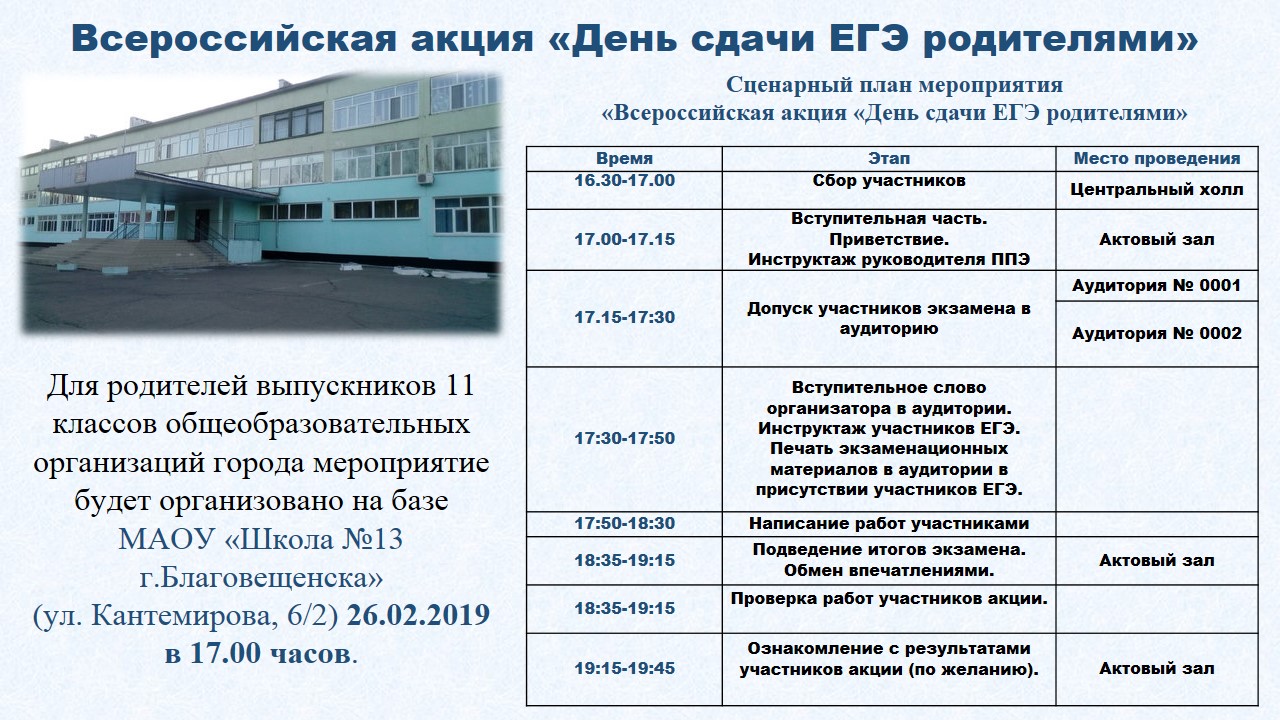 Всероссийская акция «День сдачи ЕГЭ родителями»
Для родителей выпускников 11
классов общеобразовательных
организаций города мероприятие
будет организовано на базе
МАОУ «Школа №13
г.Благовещенска»
(ул. Кантемирова, 6/2) 26.02.2019
в 17.00 часов.
Сценарный план мероприятия
«Всероссийская акция «День сдачи ЕГЭ родителями»
Время Этап Место проведения
16.30-17.00 Сбор участников Центральный холл
17.00-17.15 Вступительная часть.
Приветствие.
Инструктаж руководителя ППЭ
Актовый зал
17.15-17:30 Допуск участников экзамена в
аудиторию
Аудитория № 0001
Аудитория № 0002
17:30-17:50 Вступительное слово
организатора в аудитории.
Инструктаж участников ЕГЭ.
Печать экзаменационных
материалов в аудитории в
присутствии участников ЕГЭ.
17:50-18:30 Написание работ участниками
18:35-19:15 Подведение итогов экзамена.
Обмен впечатлениями.
Актовый зал
18:35-19:15 Проверка работ участников акции.
19:15-19:45 Ознакомление с результатами
участников акции (по желанию).
Актовый зал